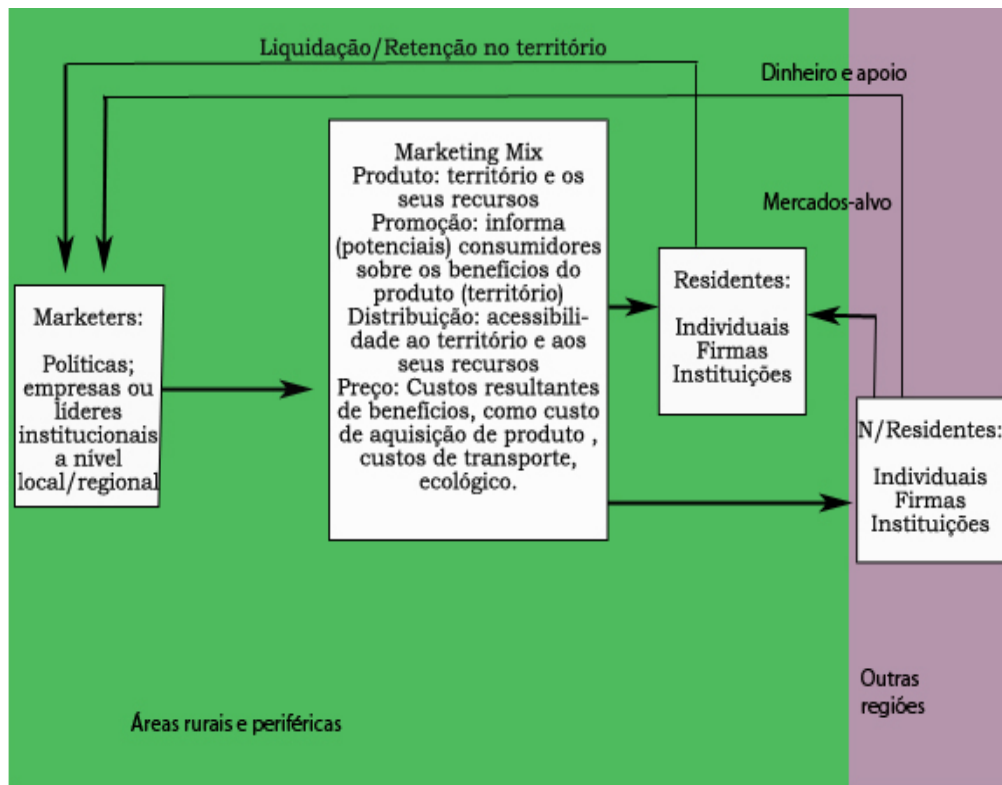 Liquidação/Retenção no território
Dinheiro e apoio
Marketing Mix
Produto: território e os
seus recursos
Promoção: informa
(potenciais) consumidores
sobre os benefícios do
produto (território)
Distribuição: acessibili-
dade ao território e aos
seus recursos
Preço: Custos resultantes
de benefícios, como custo
de aquisição de produto ,
custos de transporte,
ecológico.
Mercados-alvo
Residentes:
Individuais
Firmas
Instituições
Marketers:
Políticas;
empresas ou
líderes
institucionais
a nível
local/regional
N/Residentes:
Individuais
Firmas
Instituições
Áreas rurais e periféricas
Outras
regiões